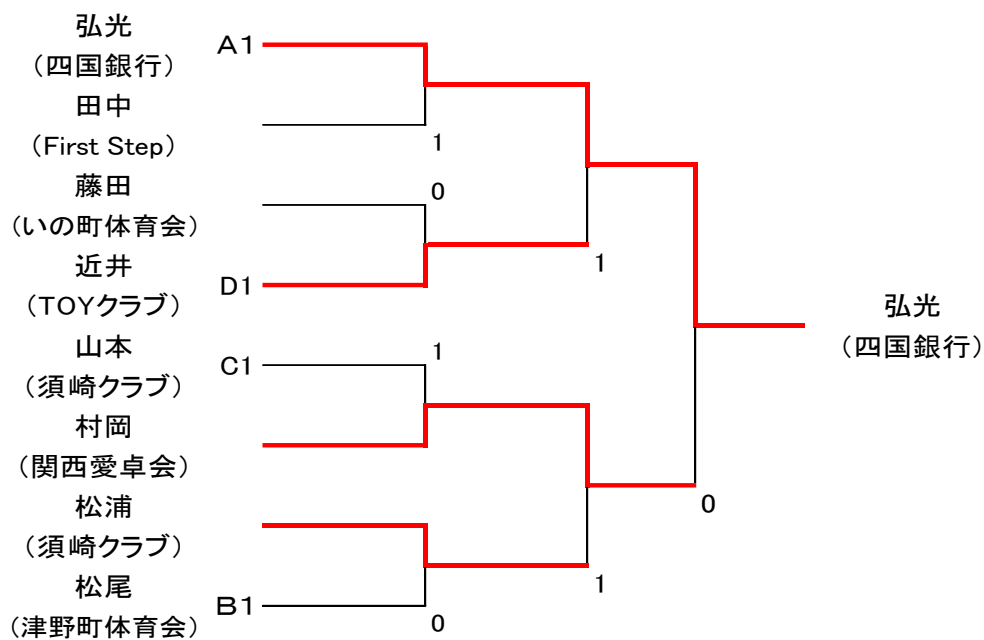 弘光
(四国銀行)
A1
田中
(First Step)
1
藤田
(いの町体育会)
0
近井
(TOYクラブ)
D1
1
山本
(須崎クラブ)
C1
1
村岡
(関西愛卓会)
松浦
(須崎クラブ)
松尾
(津野町体育会)
B1
0
1
0
弘光
(四国銀行)